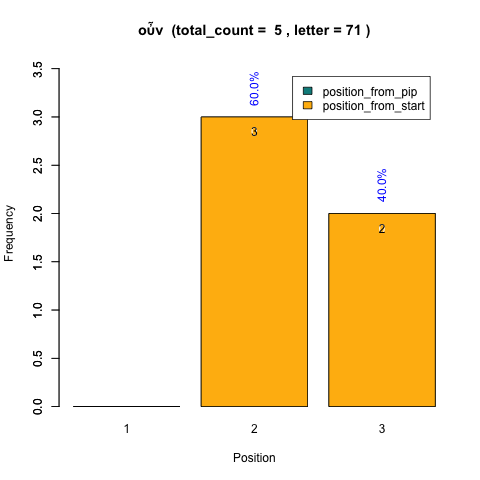 οὖν (total_count = 5 , letter = 71 )
3.5
3.0
2.5
2.0
1.5
1.0
0.5
0.0
Frequency
60.0%
3
40.0%
2
position_from_pip
position_from_start
1 2 3
Position